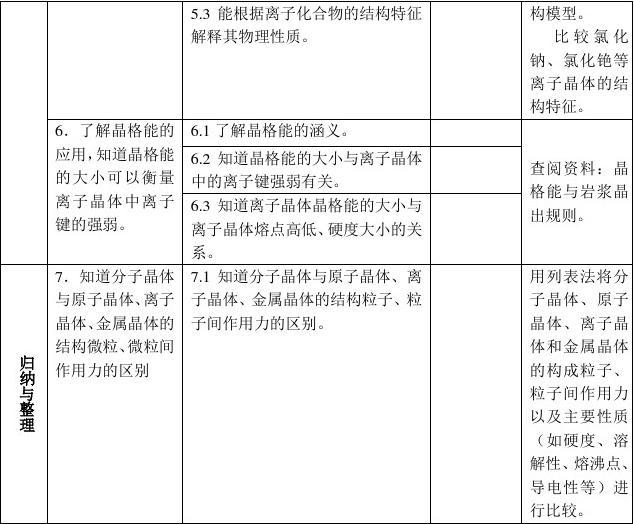 5.3 能根据离子化合物的结构特征
解释其物理性质。
构模型。
比较氯化
钠、氯化铯等
离子晶体的结
构特征。
6．了解晶格能的
应用，知道晶格能
的大小可以衡量
离子晶体中离子
键的强弱。
6.1 了解晶格能的涵义。
6.2 知道晶格能的大小与离子晶体
中的离子键强弱有关。
6.3 知道离子晶体晶格能的大小与
离子晶体熔点高低、硬度大小的关
系。
查阅资料：晶
格能与岩浆晶
出规则。
归纳与整理
7．知道分子晶体
与原子晶体、离子
晶体、金属晶体的
结构微粒、微粒间
作用力的区别
7.1 知道分子晶体与原子晶体、离
子晶体、金属晶体的结构粒子、粒
子间作用力的区别。
用列表法将分
子晶体、原子
晶体、离子晶
体和金属晶体
的构成粒子、
粒子间作用力
以及主要性质
（如硬度、溶
解性、熔沸点、
导电性等）进
行比较。